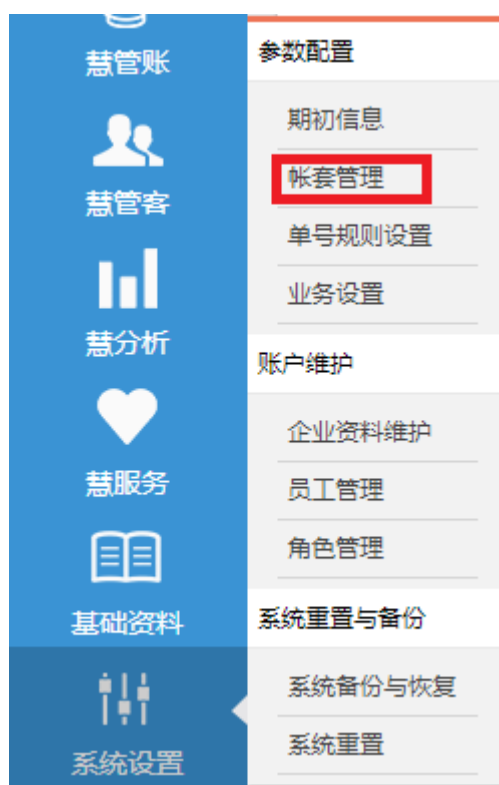 慧管账
慧管客
慧分析
慧服务
基础资料
系统设置
参数配置
期初信息
帐套管理
单号规则设置
业务设置
账户维护
企业资料维护
员工管理
角色管理
系统重置与备份
系统备份与恢复
系统重置